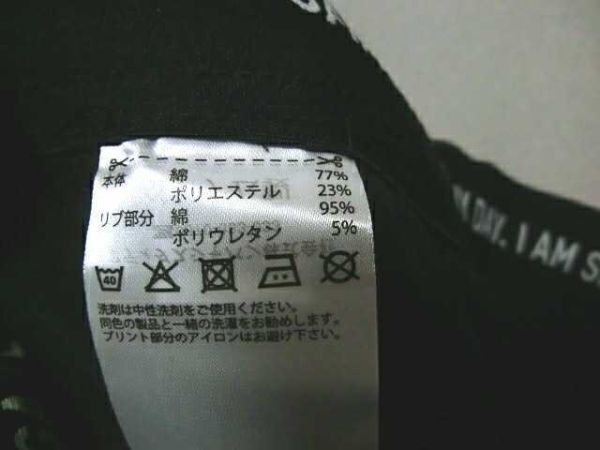 本体 綿 77%
ポリエステル 23%
リブ部分 綿 95%
ポリウレタン 5%
40
洗剤は中性洗剤をご使用ください。
同色の製品と一緒の洗濯をお勧めします。
プリント部分のアイロンはお避け下さい。
DAY. I AM S